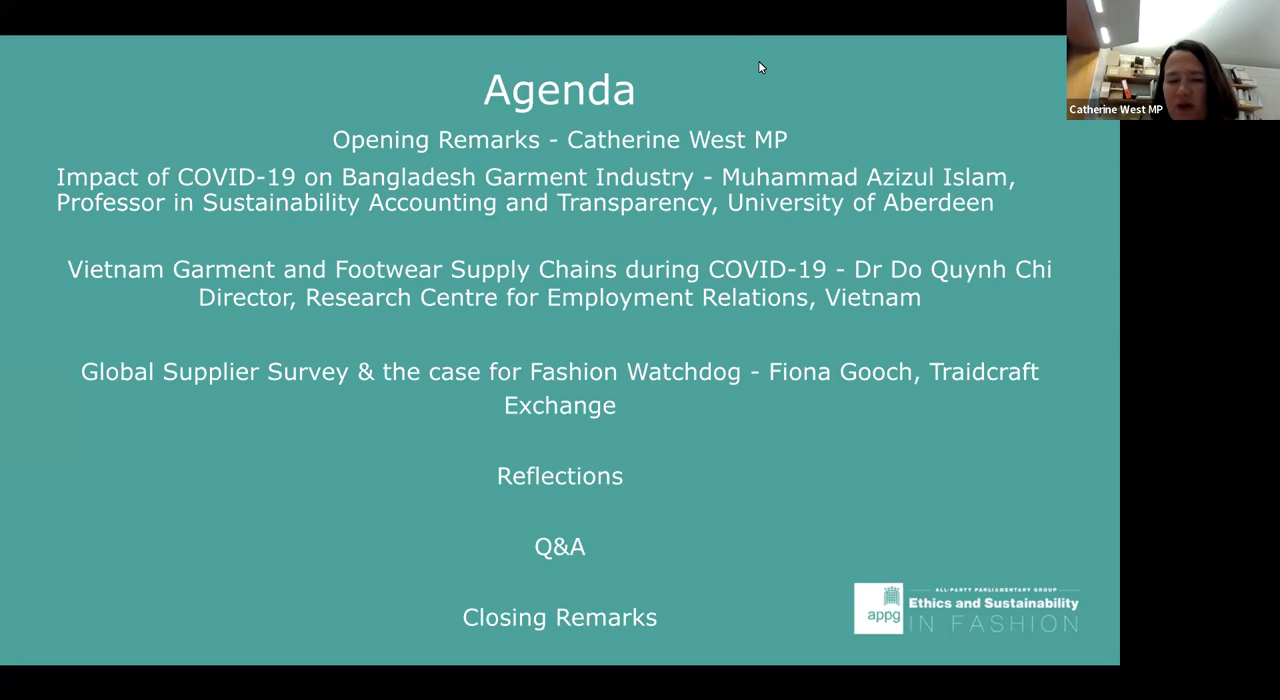 Agenda
Opening Remarks - Catherine West MP
Impact of COVID-19 on Bangladesh Garment Industry - Muhammad Azizul Islam,
Professor in Sustainability Accounting and Transparency, University of Aberdeen
Vietnam Garment and Footwear Supply Chains during COVID-19 - Dr Do Quynh Chi
Director, Research Centre for Employment Relations, Vietnam
Global Supplier Survey & the case for Fashion Watchdog - Fiona Gooch, Traidcraft
Exchange
Reflections
Q&A
Closing Remarks
appg
ALL-PARTY PARLIAMENTARY GROUP
Ethics and Sustainability
IN FASHION
Catherine West MP